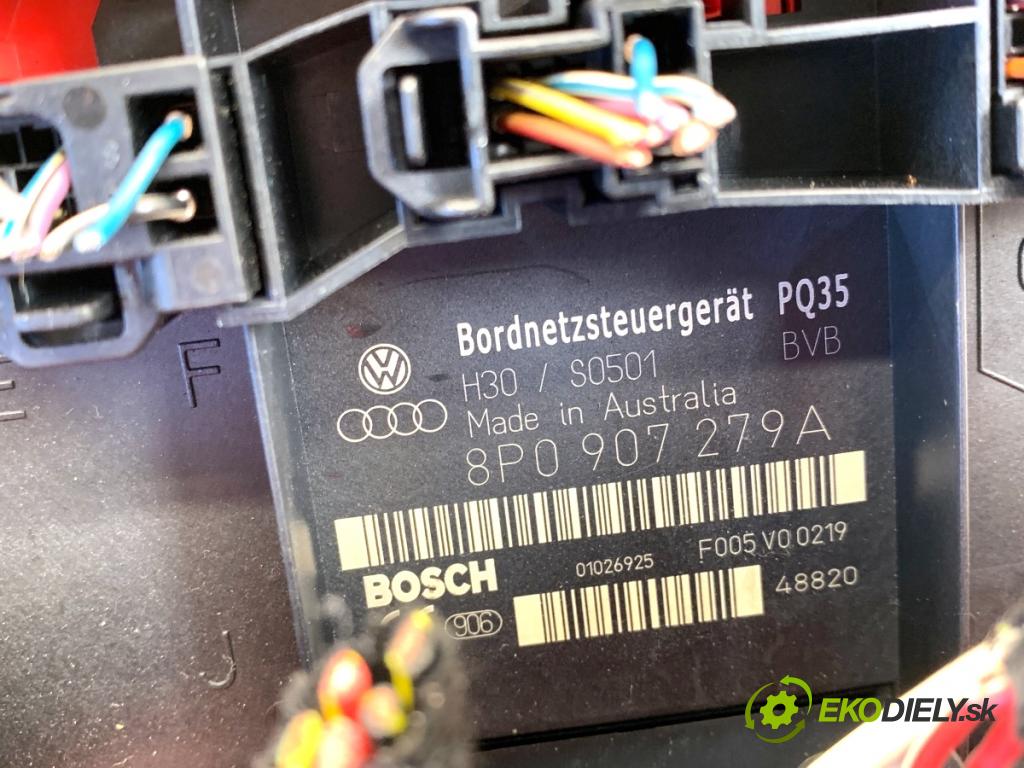 Bordnetzsteuergerät PQ35
H30 / S0501 BVB
Made in Australia
8P0 907 279A
BOSCH 01026925 F005 V0 0219
906 48820
F
J
EKODIELY.sk